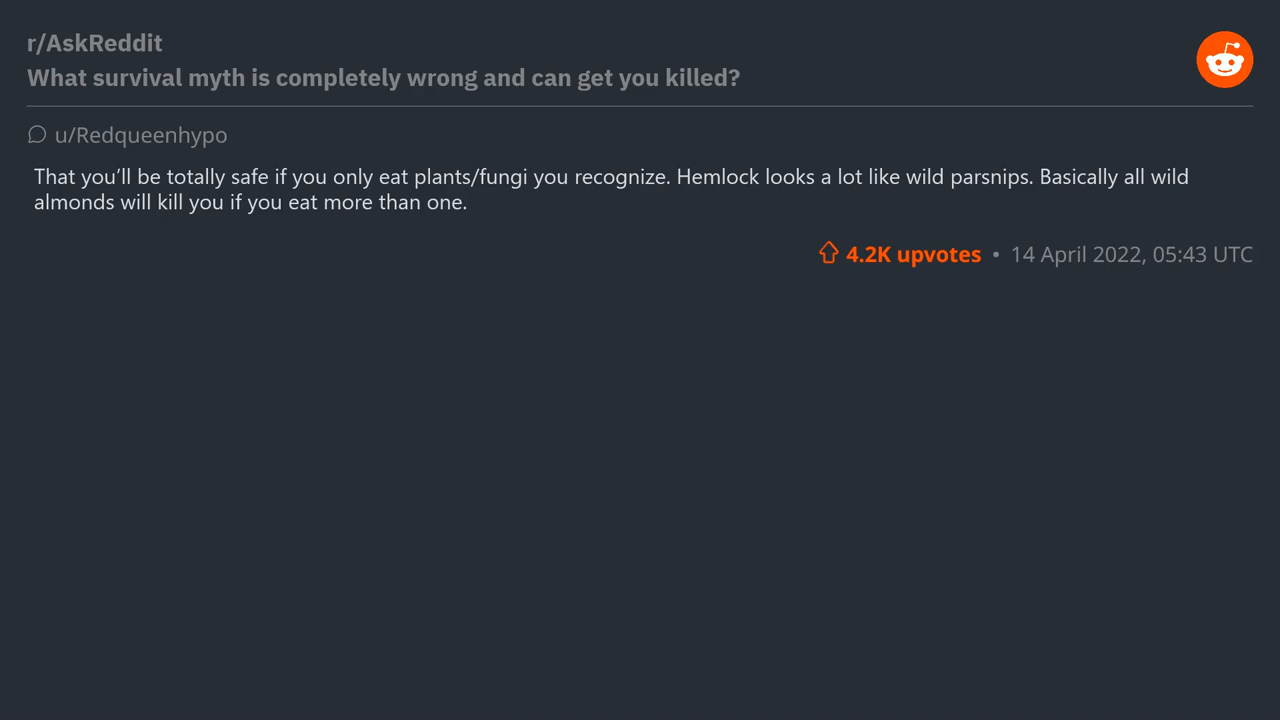 r/AskReddit
What survival myth is completely wrong and can get you killed?
u/Redqueenhypo
That you’ll be totally safe if you only eat plants/fungi you recognize. Hemlock looks a lot like wild parsnips. Basically all wild
almonds will kill you if you eat more than one.
4.2K upvotes • 14 April 2022, 05:43 UTC